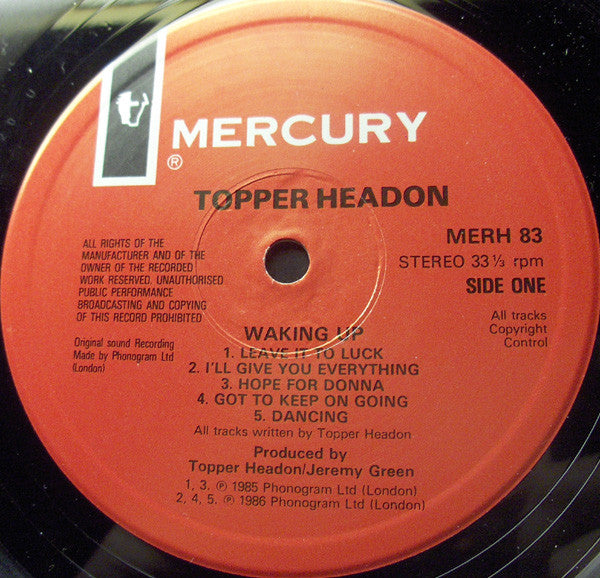 MERCURY
®
TOPPER HEADON
ALL RIGHTS OF THE
MANUFACTURER AND OF THE
OWNER OF THE RECORDED
WORK RESERVED. UNAUTHORISED
PUBLIC PERFORMANCE
BROADCASTING AND COPYING
OF THIS RECORD PROHIBITED
Original sound Recording
Made by Phonogram Ltd
(London)
MERH 83
STEREO 33⅓ rpm
SIDE ONE
All tracks
Copyright
Control
WAKING UP
1. LEAVE IT TO LUCK
2. I'LL GIVE YOU EVERYTHING
3. HOPE FOR DONNA
4. GOT TO KEEP ON GOING
5. DANCING
All tracks written by Topper Headon
Produced by
Topper Headon/Jeremy Green
1, 3. ℗ 1985 Phonogram Ltd (London)
2, 4, 5. ℗ 1986 Phonogram Ltd (London)